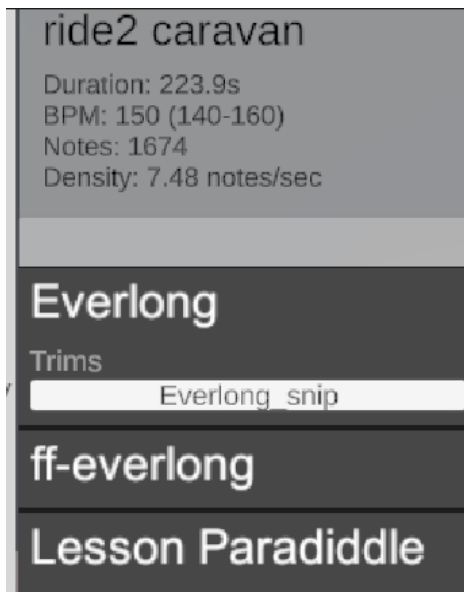 ride2 caravan
Duration: 223.9s
BPM: 150 (140-160)
Notes: 1674
Density: 7.48 notes/sec
Everlong
Trims
Everlong_snip
ff-everlong
Lesson Paradiddle